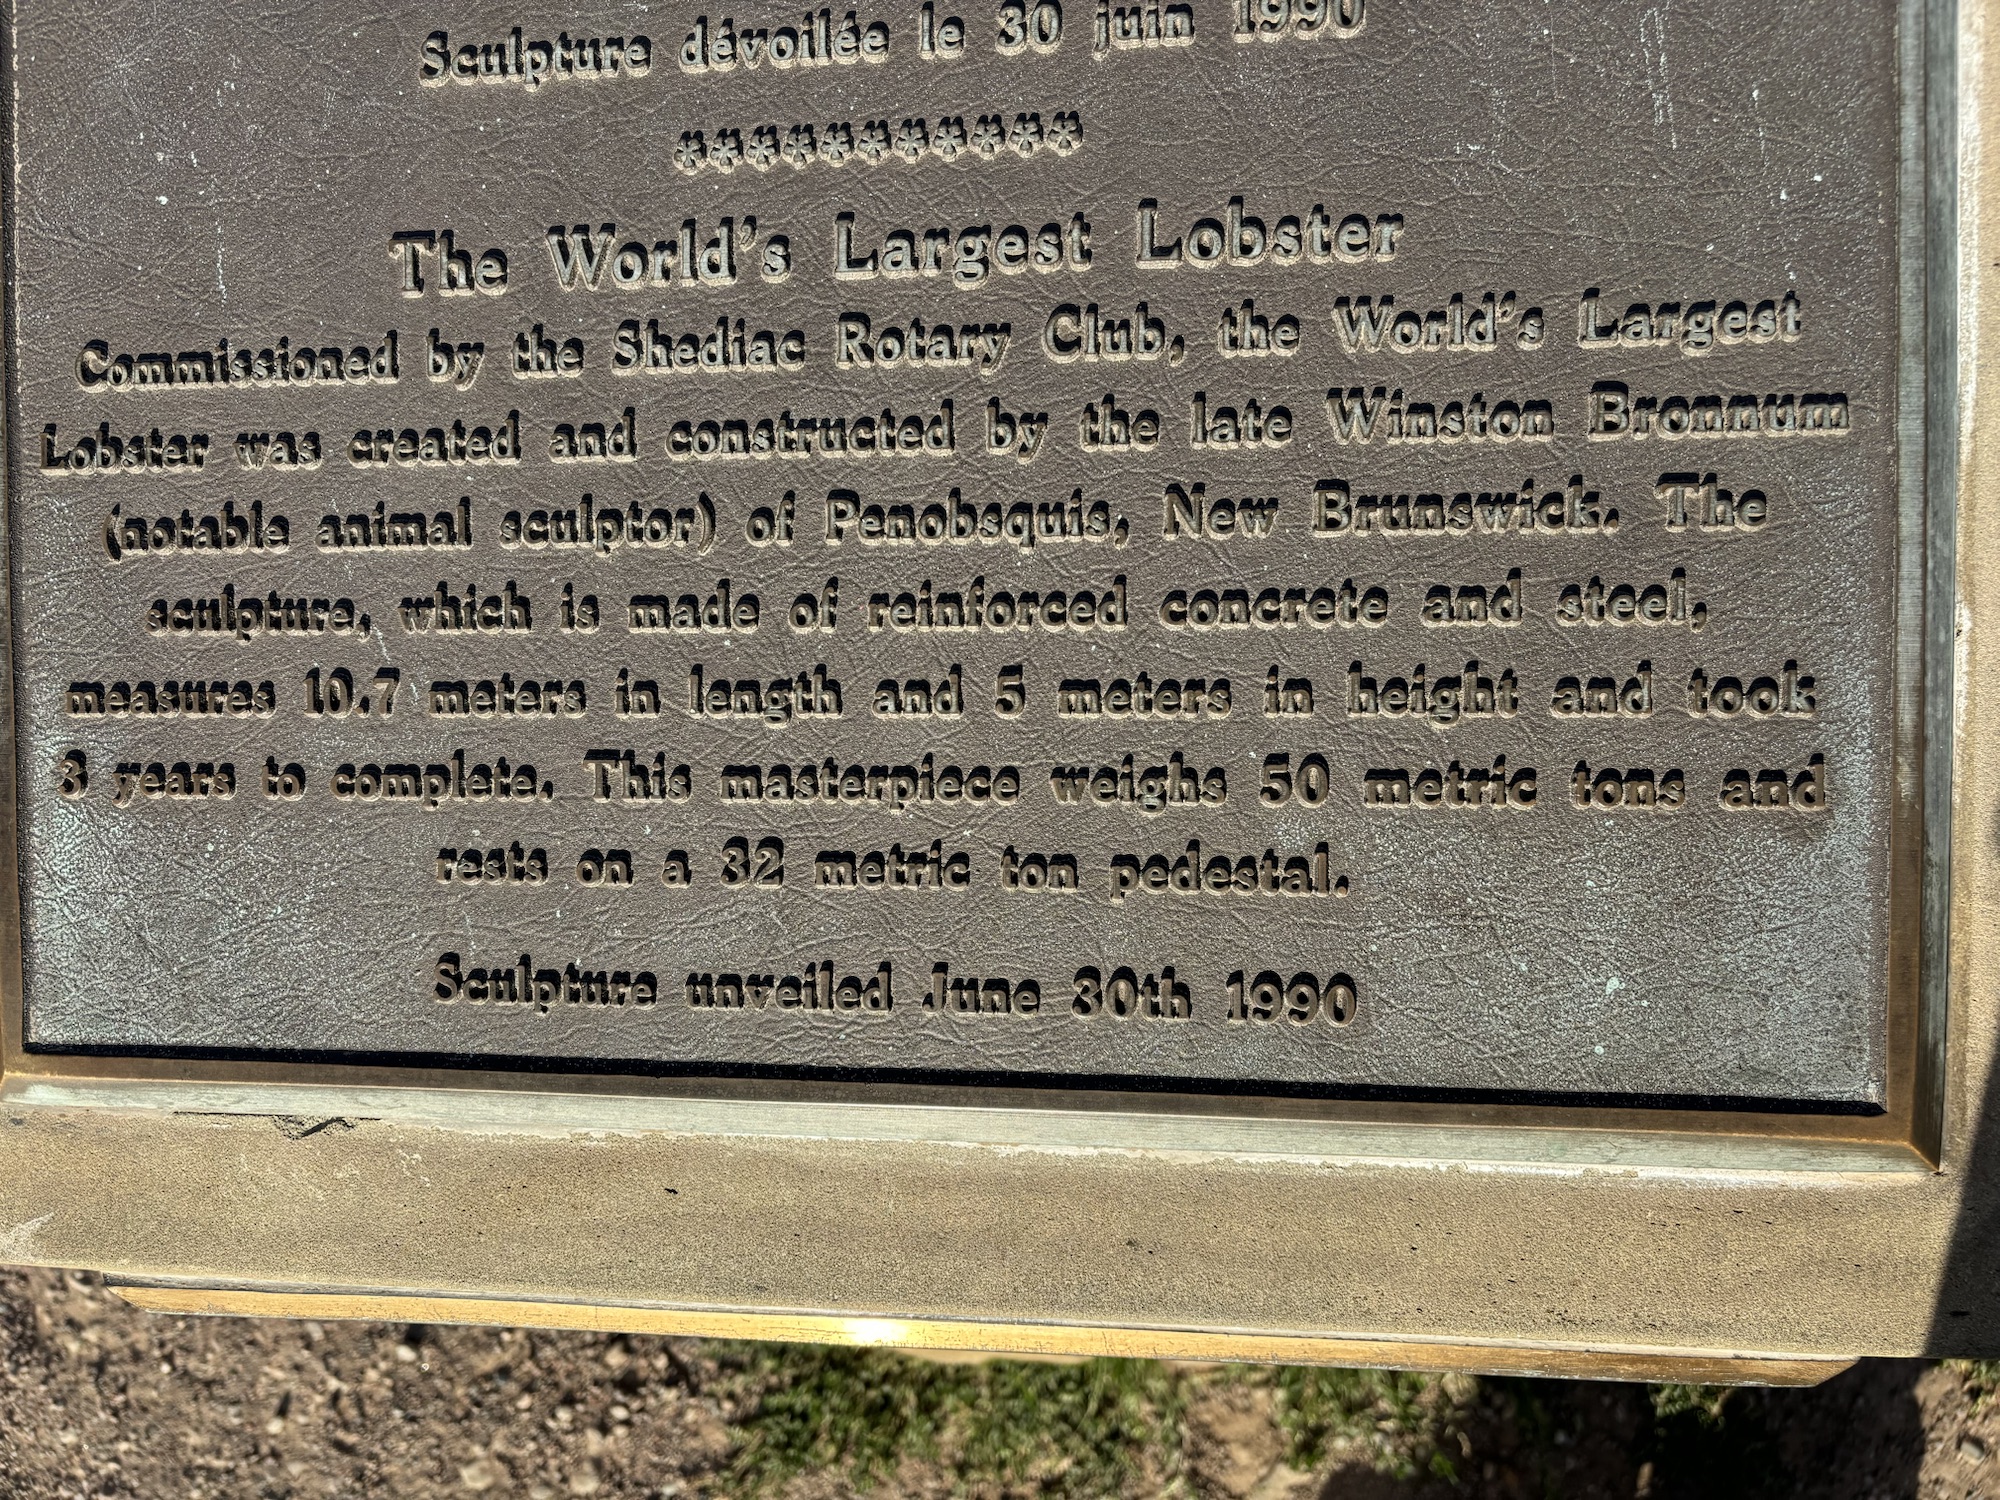 Sculpture dévoilée le 30 juin 1990
***********
The World's Largest Lobster
Commissioned by the Shediac Rotary Club, the World's Largest
Lobster was created and constructed by the late Winston Bronnum
(notable animal sculptor) of Penobsquis, New Brunswick. The
sculpture, which is made of reinforced concrete and steel,
measures 10.7 meters in length and 5 meters in height and took
3 years to complete. This masterpiece weighs 50 metric tons and
rests on a 32 metric ton pedestal.
Sculpture unveiled June 30th 1990